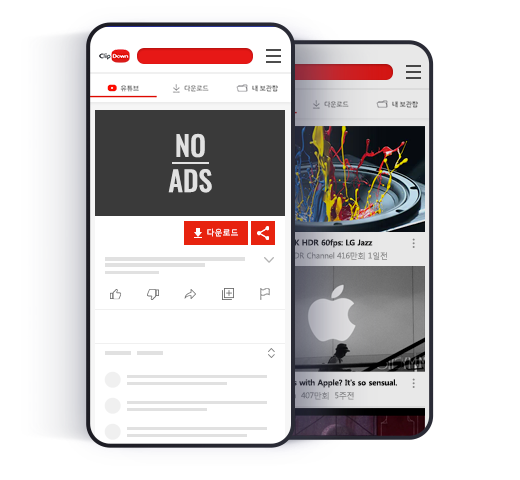 Clip Down
유튜브
다운로드
내 보관함
NO
ADS
다운로드
다운로드
내 보관함
K HDR 60fps: LG Jazz
DR Channel 416만회 1일전
s with Apple? It's so sensual.
407만회 5주전